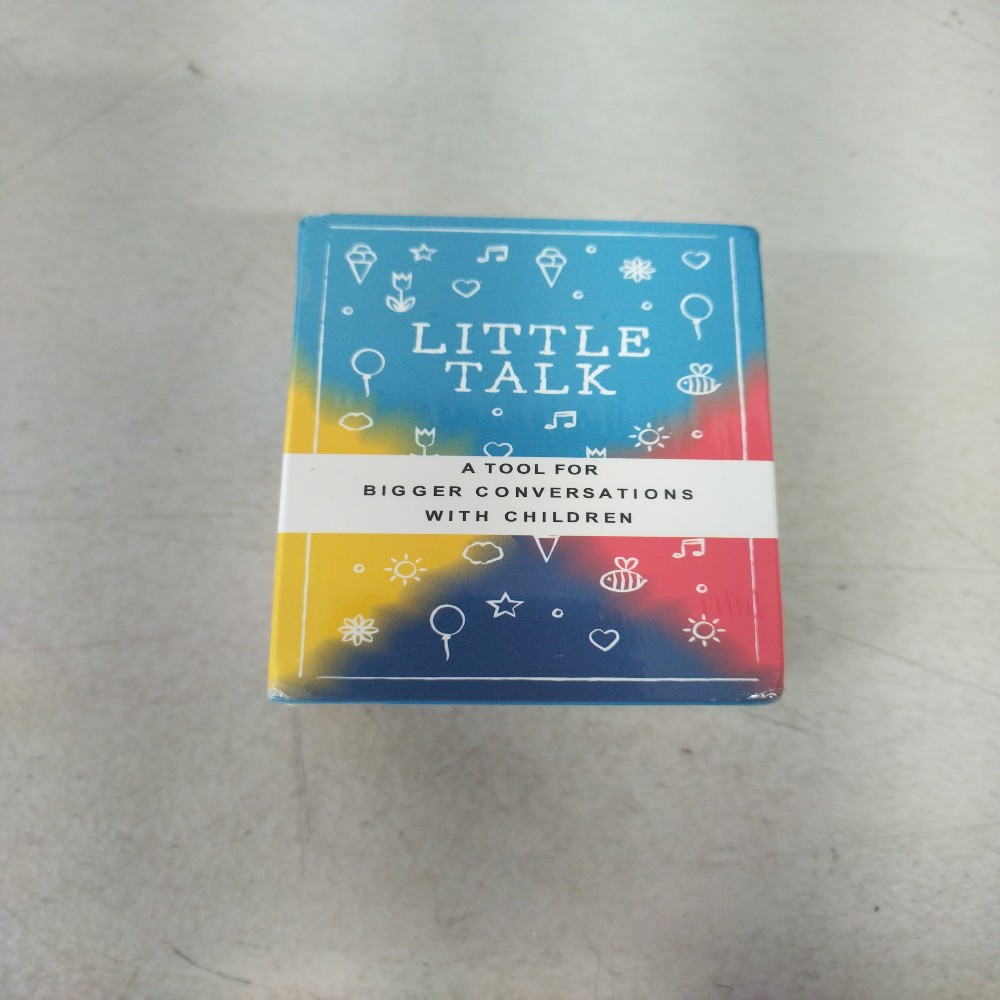 LITTLE
TALK
A TOOL FOR
BIGGER CONVERSATIONS
WITH CHILDREN